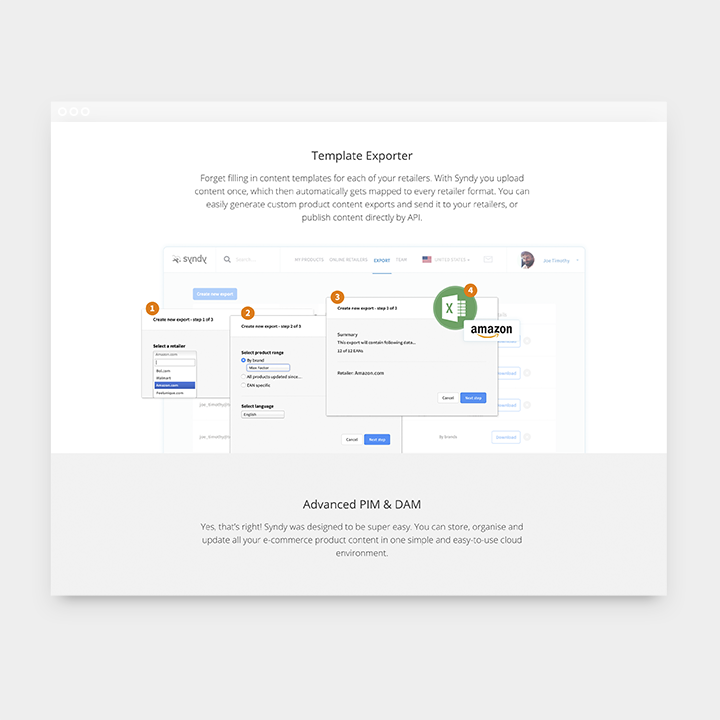 Template Exporter
Forget filling in content templates for each of your retailers. With Syndy you upload
content once, which then automatically gets mapped to every retailer format. You can
easily generate custom product content exports and send it to your retailers, or
publish content directly by API.
syndy
Search...
MY PRODUCTS
ONLINE RETAILERS
EXPORT
TEAM
UNITED STATES
Joe Timothy
Create new export
1
Create new export - step 1 of 3
Select a retailer
Amazon.com
Bol.com
Walmart
Amazon.com
Feelunique.com
2
Create new export - step 2 of 3
Select product range
By brand
Max Factor
All products updated since...
EAN specific
Select language
English
Cancel
Next step
3
Create new export - step 3 of 3
Summary
This export will contain following data...
12 of 12 EANs
Retailer: Amazon.com
Cancel
Next step
4
X
amazon
Download
Download
joe_timothy@
Download
joe_timothy@
By brands
Download
Advanced PIM & DAM
Yes, that's right! Syndy was designed to be super easy. You can store, organise and
update all your e-commerce product content in one simple and easy-to-use cloud
environment.